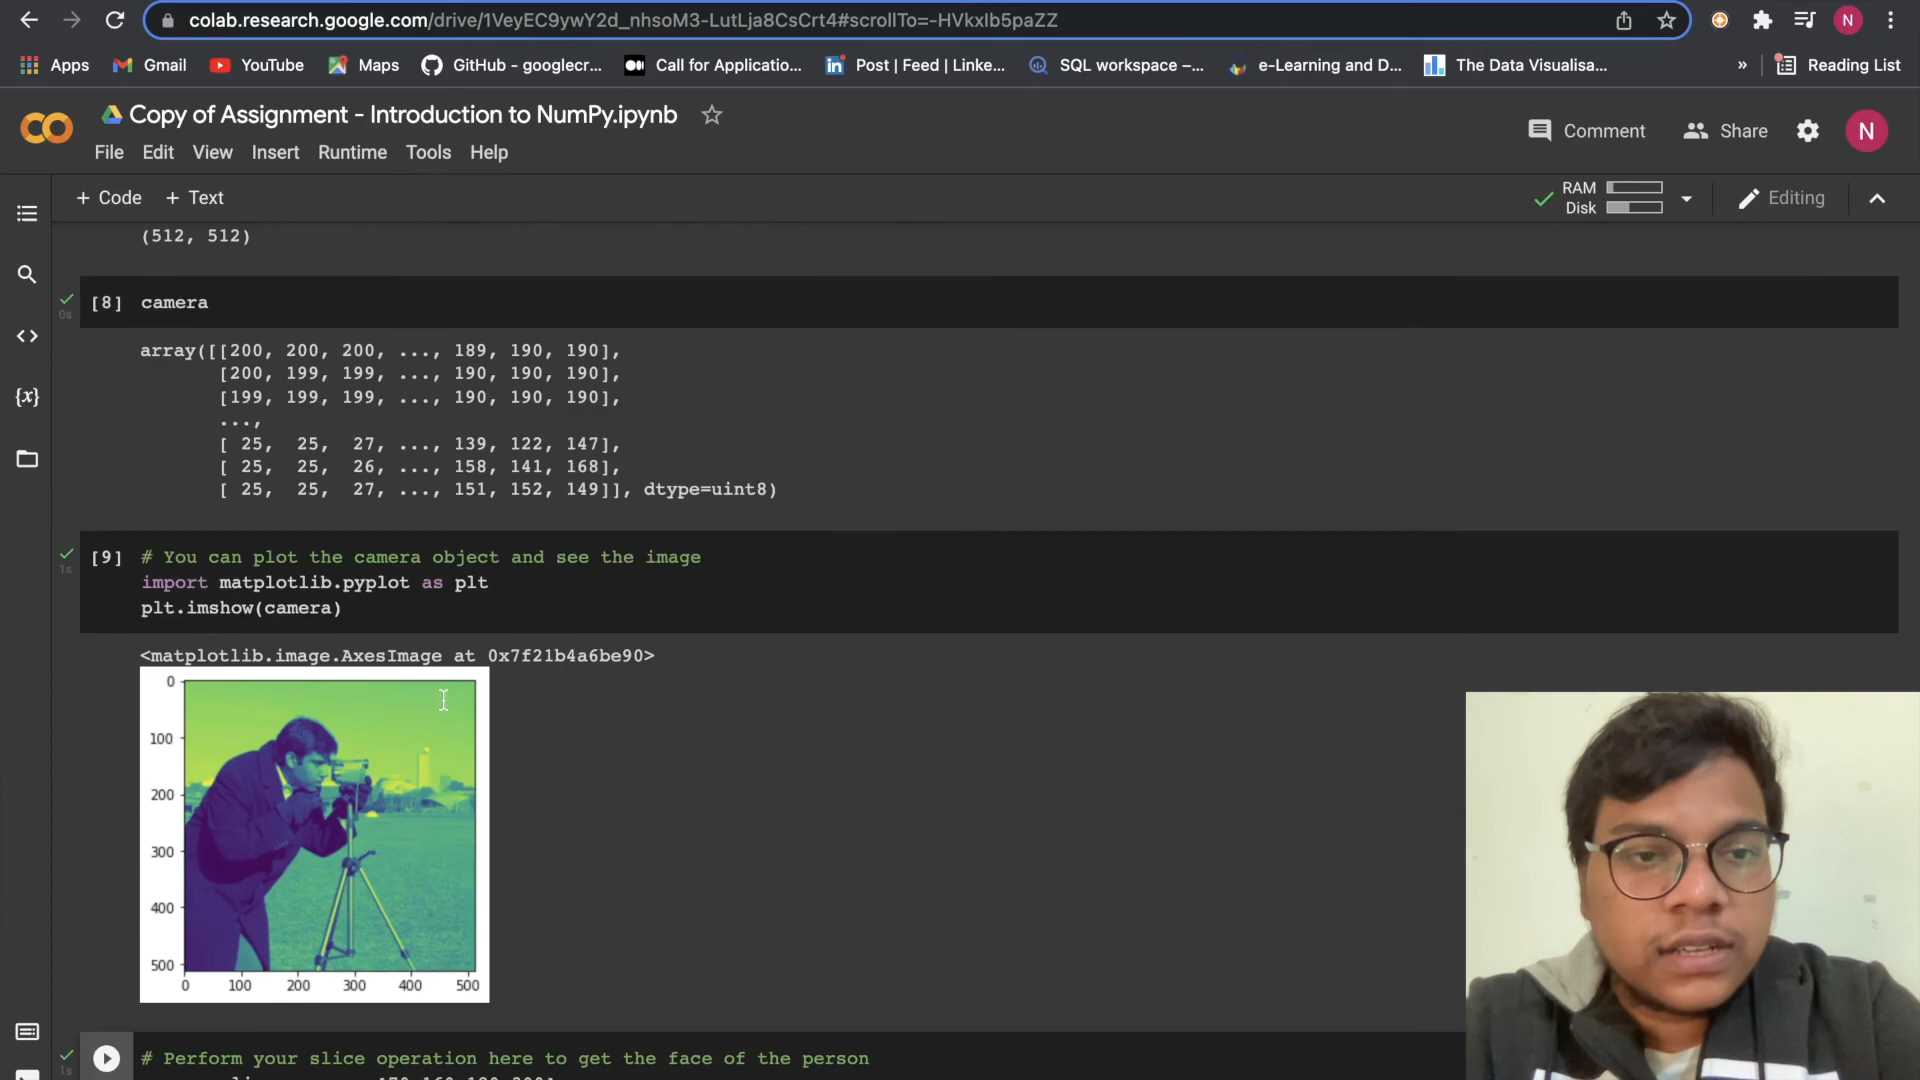 colab.research.google.com/drive/1VeyEC9ywY2d_nhsoM3-LutLja8CsCrt4#scrollTo=-HVkxIb5paZZ
N
Apps Gmail YouTube Maps GitHub - googlecr... Call for Applicatio... Post | Feed | Linke... SQL workspace –... e-Learning and D... The Data Visualisa... » Reading List
Copy of Assignment - Introduction to NumPy.ipynb
Comment Share N
File Edit View Insert Runtime Tools Help
+ Code + Text
RAM
Disk
Editing
(512, 512)
[8] camera
0s
array([[200, 200, 200, ..., 189, 190, 190],
[200, 199, 199, ..., 190, 190, 190],
[199, 199, 199, ..., 190, 190, 190],
...,
[ 25, 25, 27, ..., 139, 122, 147],
[ 25, 25, 26, ..., 158, 141, 168],
[ 25, 25, 27, ..., 151, 152, 149]], dtype=uint8)
[9] # You can plot the camera object and see the image
1s
import matplotlib.pyplot as plt
plt.imshow(camera)
<matplotlib.image.AxesImage at 0x7f21b4a6be90>
0
100
200
300
400
500
0 100 200 300 400 500
# Perform your slice operation here to get the face of the person
1s